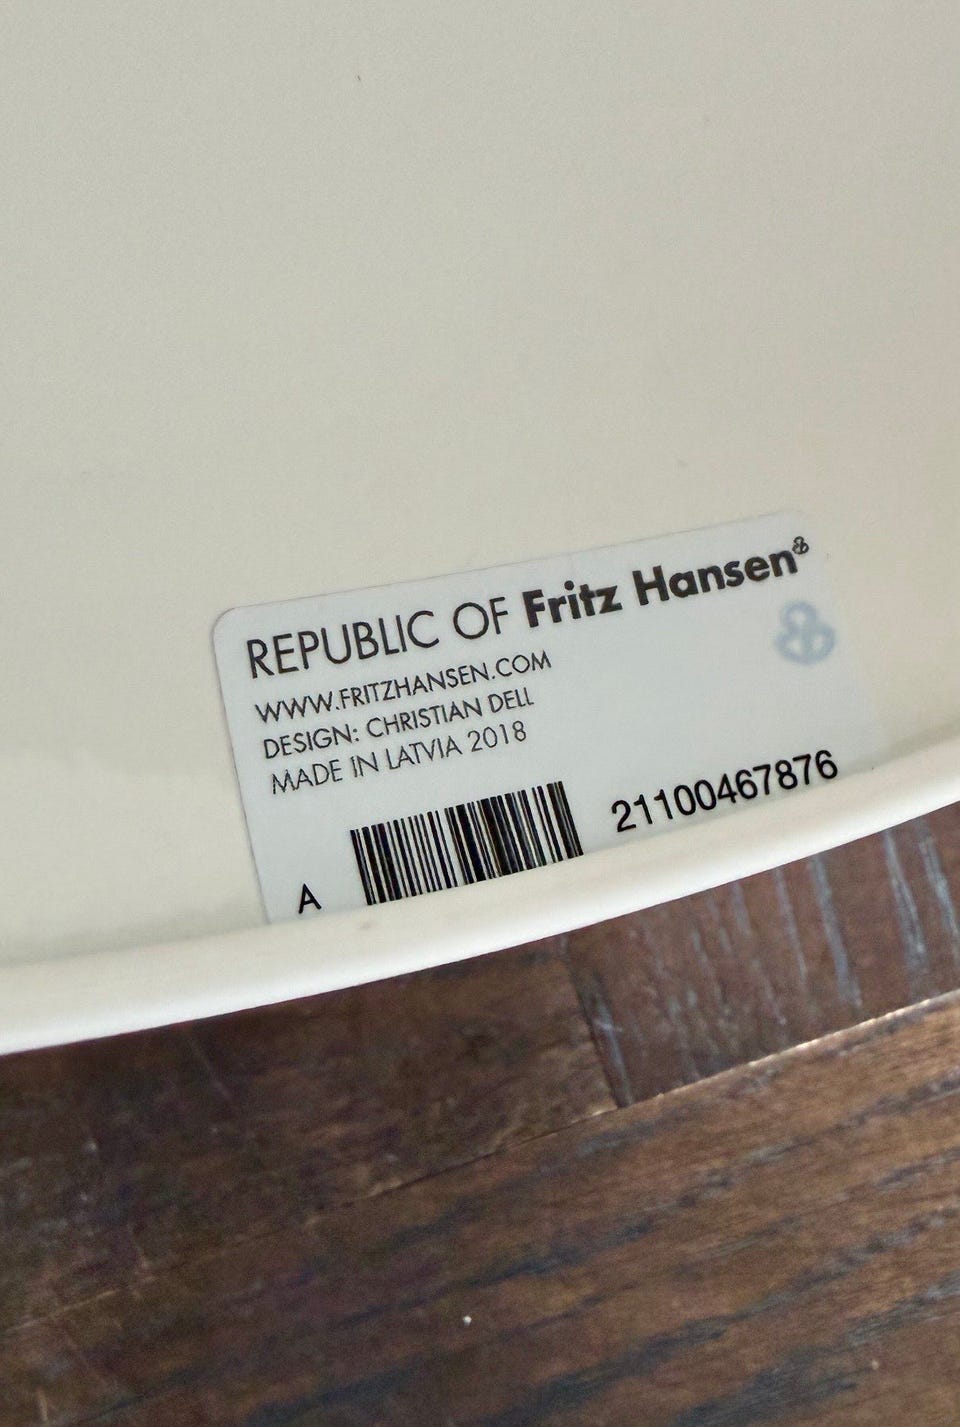 REPUBLIC OF Fritz Hansen
WWW.FRITZHANSEN.COM
DESIGN: CHRISTIAN DELL
MADE IN LATVIA 2018
A 21100467876